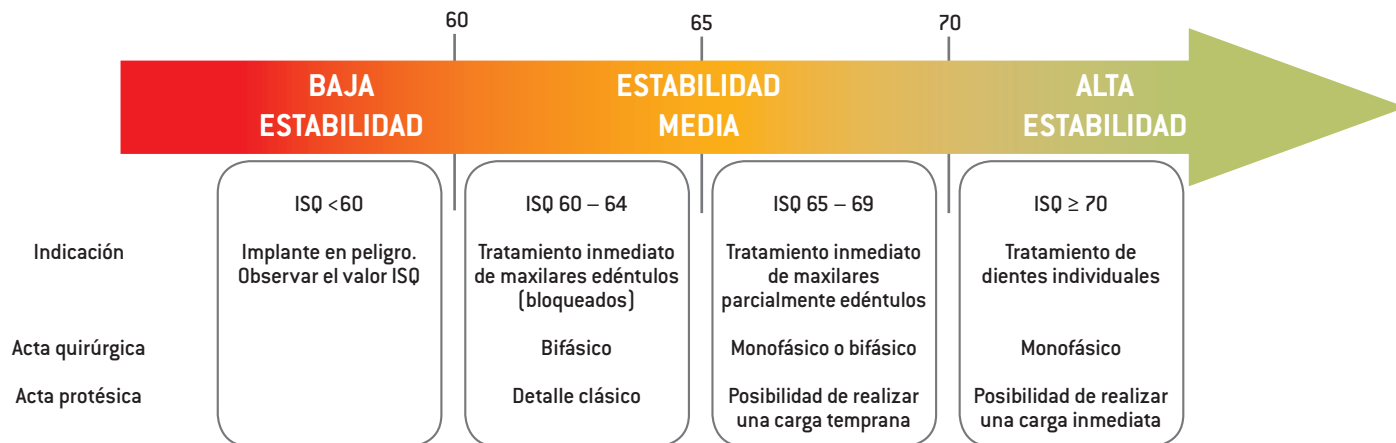 60
65
70
BAJA
ESTABILIDAD
ESTABILIDAD
MEDIA
ALTA
ESTABILIDAD
ISQ <60
ISQ 60 – 64
ISQ 65 – 69
ISQ ≥ 70
Indicación
Implante en peligro.
Observar el valor ISQ
Tratamiento inmediato
de maxilares edéntulos
(bloqueados)
Tratamiento inmediato
de maxilares
parcialmente edéntulos
Tratamiento de
dientes individuales
Acta quirúrgica
Bifásico
Monofásico o bifásico
Monofásico
Acta protésica
Detalle clásico
Posibilidad de realizar
una carga temprana
Posibilidad de realizar
una carga inmediata